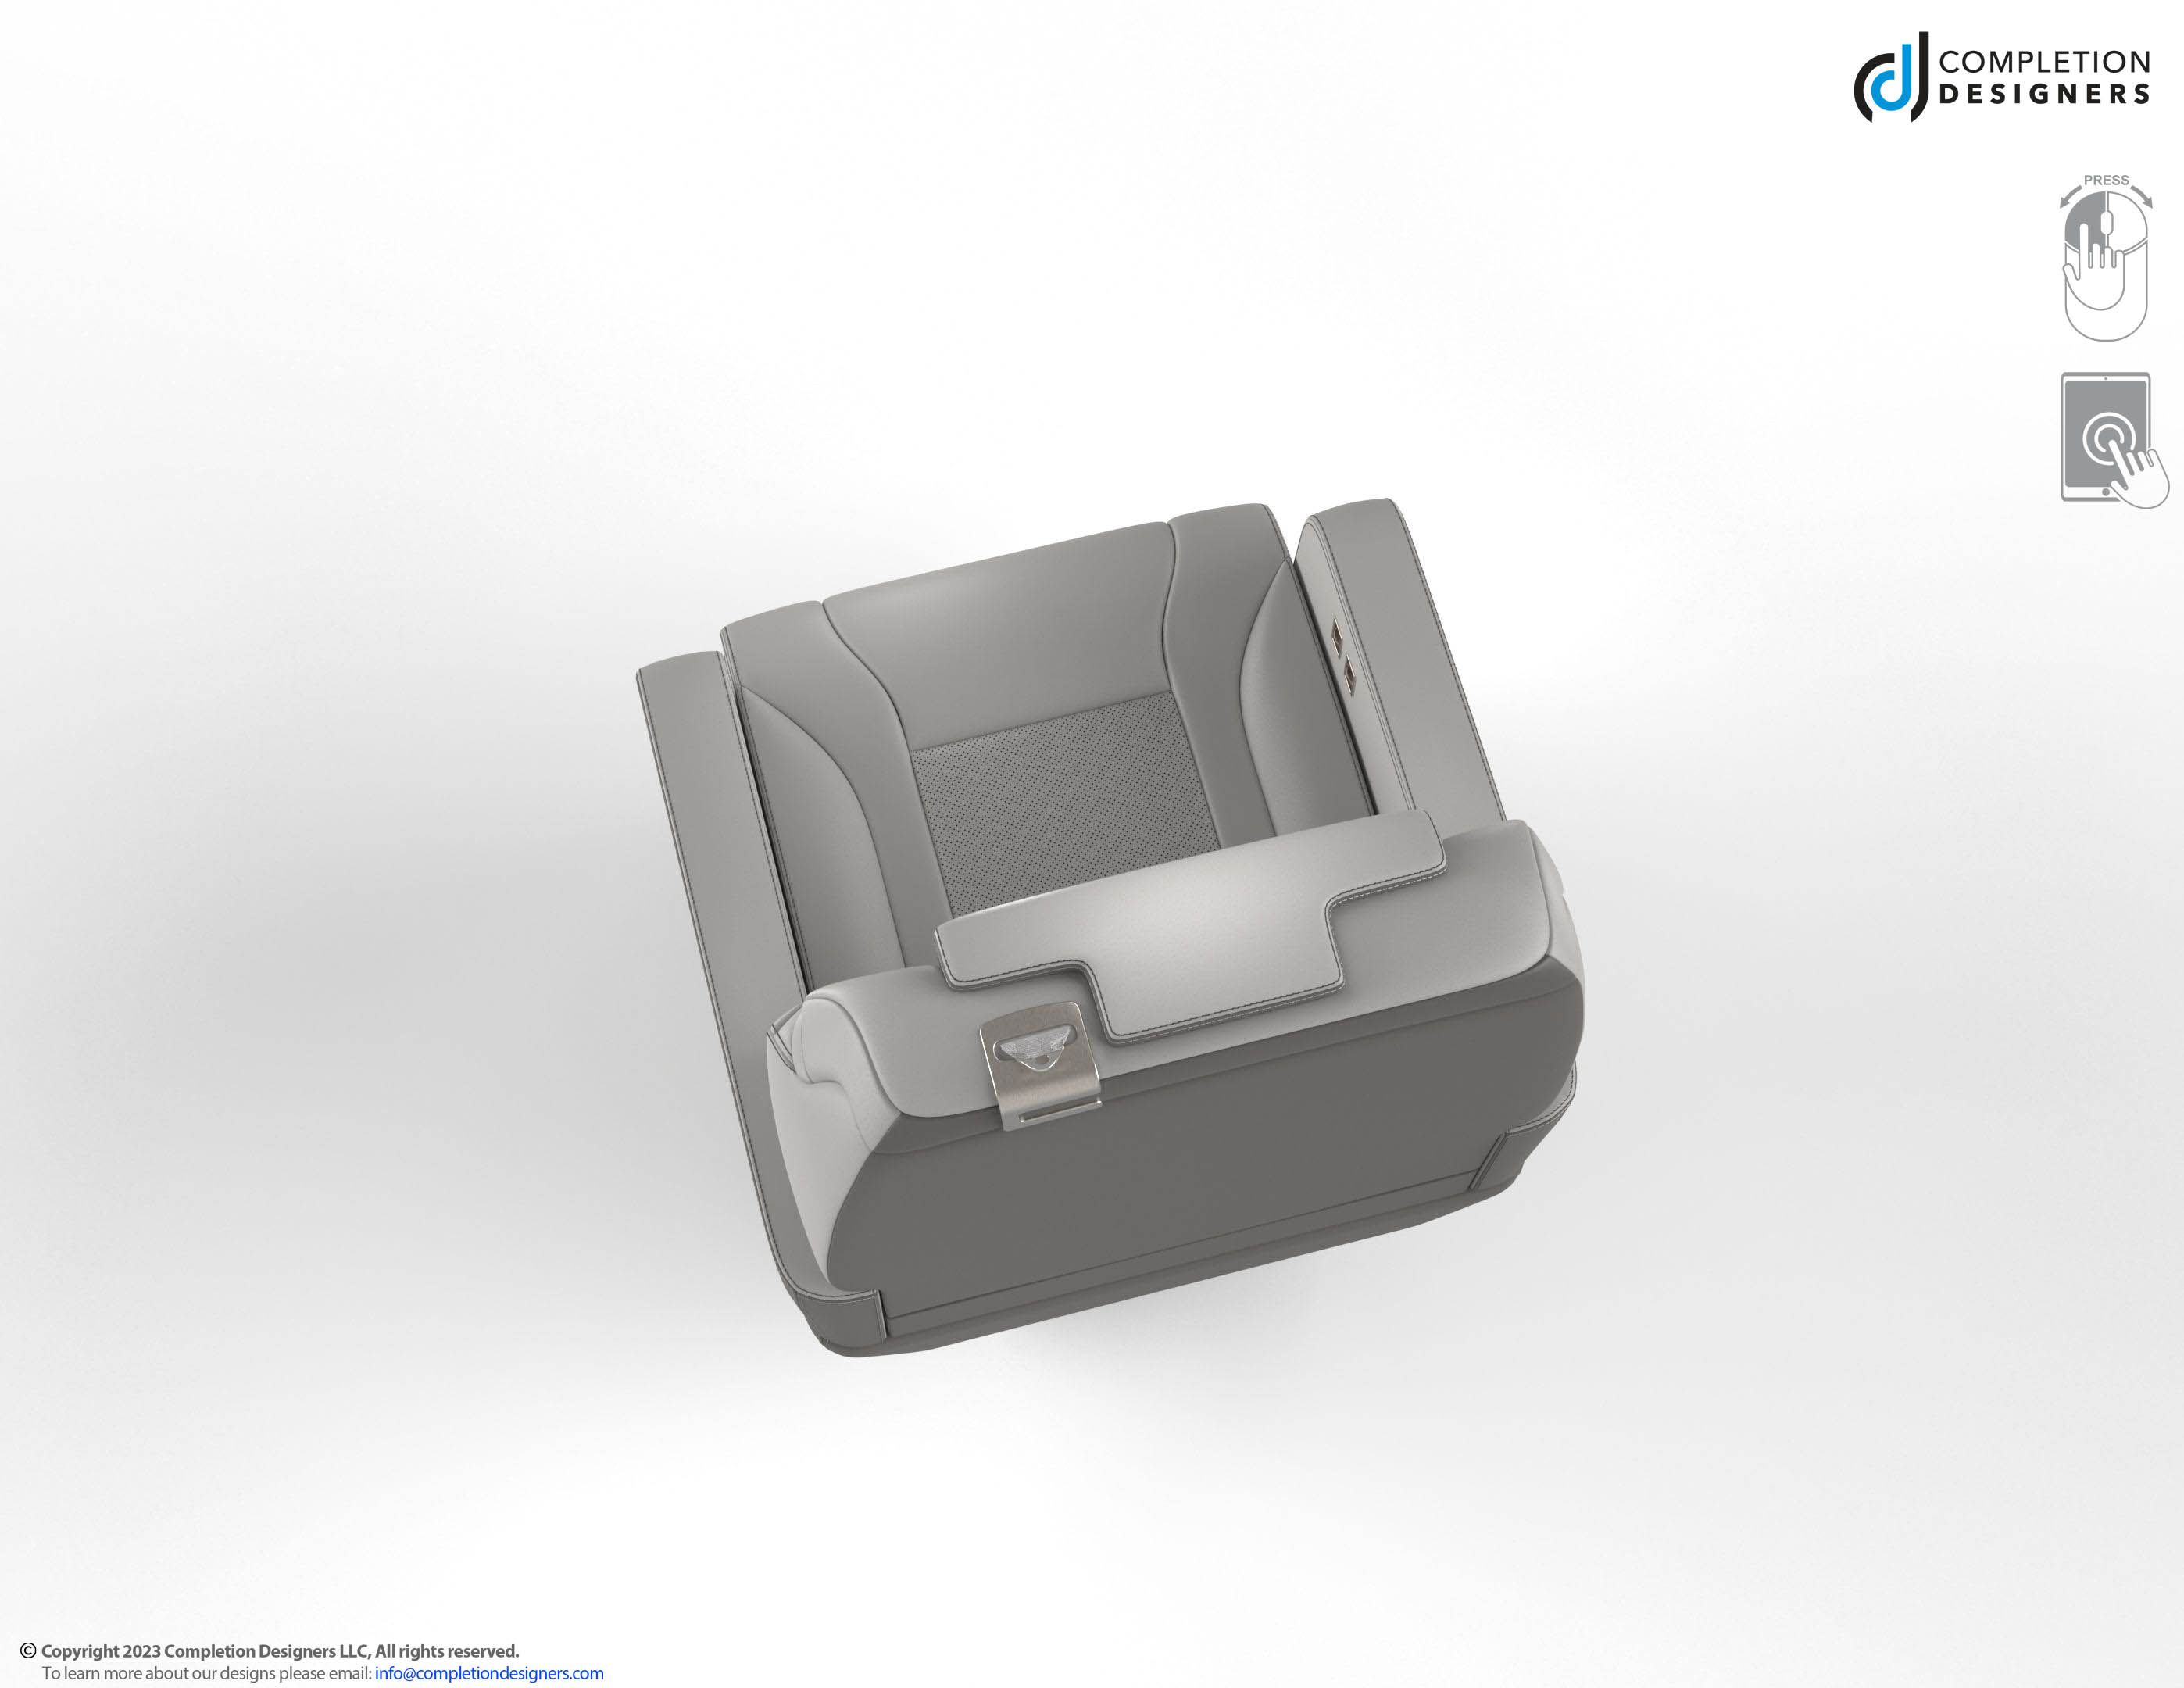 COMPLETION
DESIGNERS
PRESS
© Copyright 2023 Completion Designers LLC, All rights reserved.
To learn more about our designs please email: info@completiondesigners.com